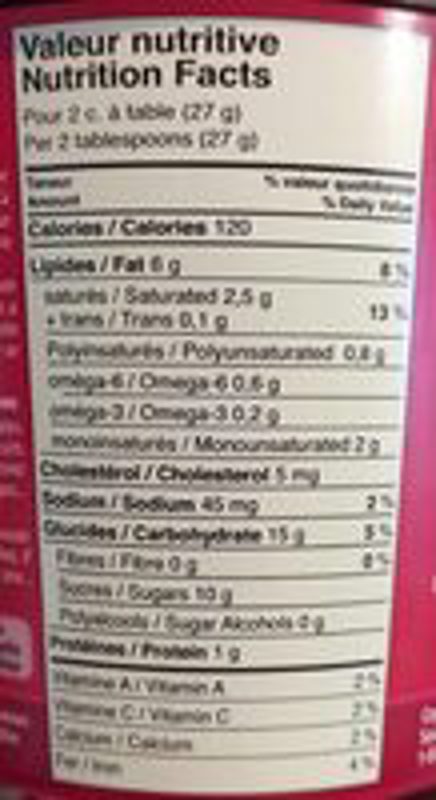 Valeur nutritive
Nutrition Facts
Pour 2 c. à table (27 g)
Per 2 tablespoons (27 g)
Teneur % valeur quotidienne
Amount % Daily Value
Calories / Calories 120
Lipides / Fat 6 g
saturés / Saturated 2,5 g
+ trans / Trans 0,1 g 13 %
Polyinsaturés / Polyunsaturated 0,8 g
oméga-6 / Omega-6 0.6 g
oméga-3 / Omega-3 0.2 g
monoinsaturés / Monounsaturated 2 g
Cholestérol / Cholesterol 5 mg
Sodium / Sodium 45 mg 2 %
Glucides / Carbohydrate 15 g 5 %
Fibres / Fibre 0 g 0 %
Sucres / Sugars 10 g
Polyalcools / Sugar Alcohols 0 g
Protéines / Protein 1 g
Vitamine A / Vitamin A 2 %
Vitamine C / Vitamin C 2 %
Calcium / Calcium 2 %
Fer / Iron 4 %